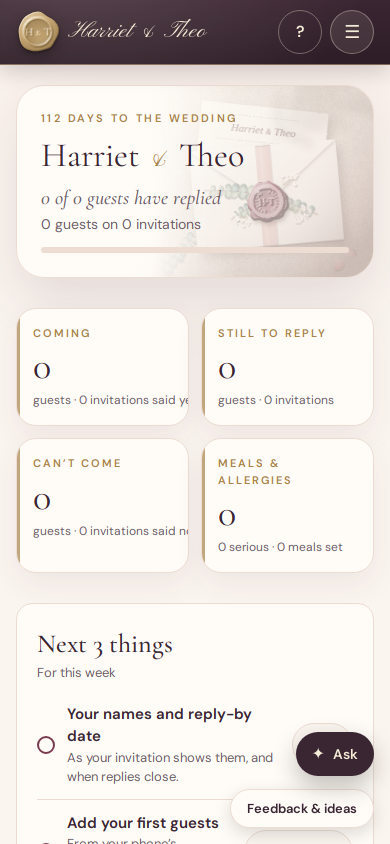 H & T
Harriet & Theo
?
112 DAYS TO THE WEDDING
Harriet & Theo
Harriet & Theo
0 of 0 guests have replied
0 guests on 0 invitations
COMING
0
guests · 0 invitations said ye
STILL TO REPLY
0
guests · 0 invitations
CAN'T COME
0
guests · 0 invitations said no
MEALS &
ALLERGIES
0
0 serious · 0 meals set
Next 3 things
For this week
Your names and reply-by
date
As your invitation shows them, and
when replies close.
Ask
Feedback & ideas
Add your first guests
From your phone's